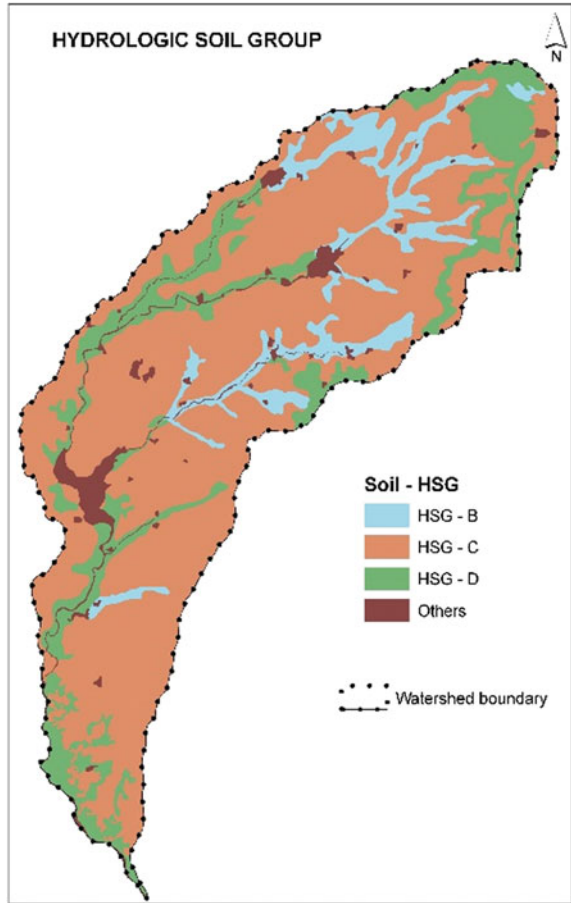 HYDROLOGIC SOIL GROUP
N
Soil - HSG
HSG - B
HSG - C
HSG - D
Others
Watershed boundary